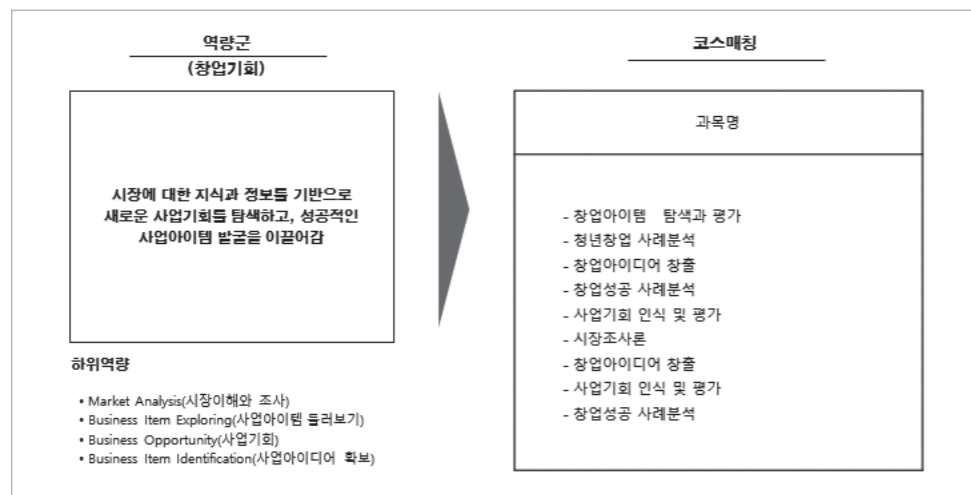 역량군
(창업기회)
시장에 대한 지식과 정보를 기반으로
새로운 사업기회를 탐색하고, 성공적인
사업아이템 발굴을 이끌어감
하위역량
• Market Analysis(시장이해와 조사)
• Business Item Exploring(사업아이템 둘러보기)
• Business Opportunity(사업기회)
• Business Item Identification(사업아이디어 확보)
코스매칭
과목명
- 창업아이템 탐색과 평가
- 청년창업 사례분석
- 창업아이디어 창출
- 창업성공 사례분석
- 사업기회 인식 및 평가
- 시장조사론
- 창업아이디어 창출
- 사업기회 인식 및 평가
- 창업성공 사례분석